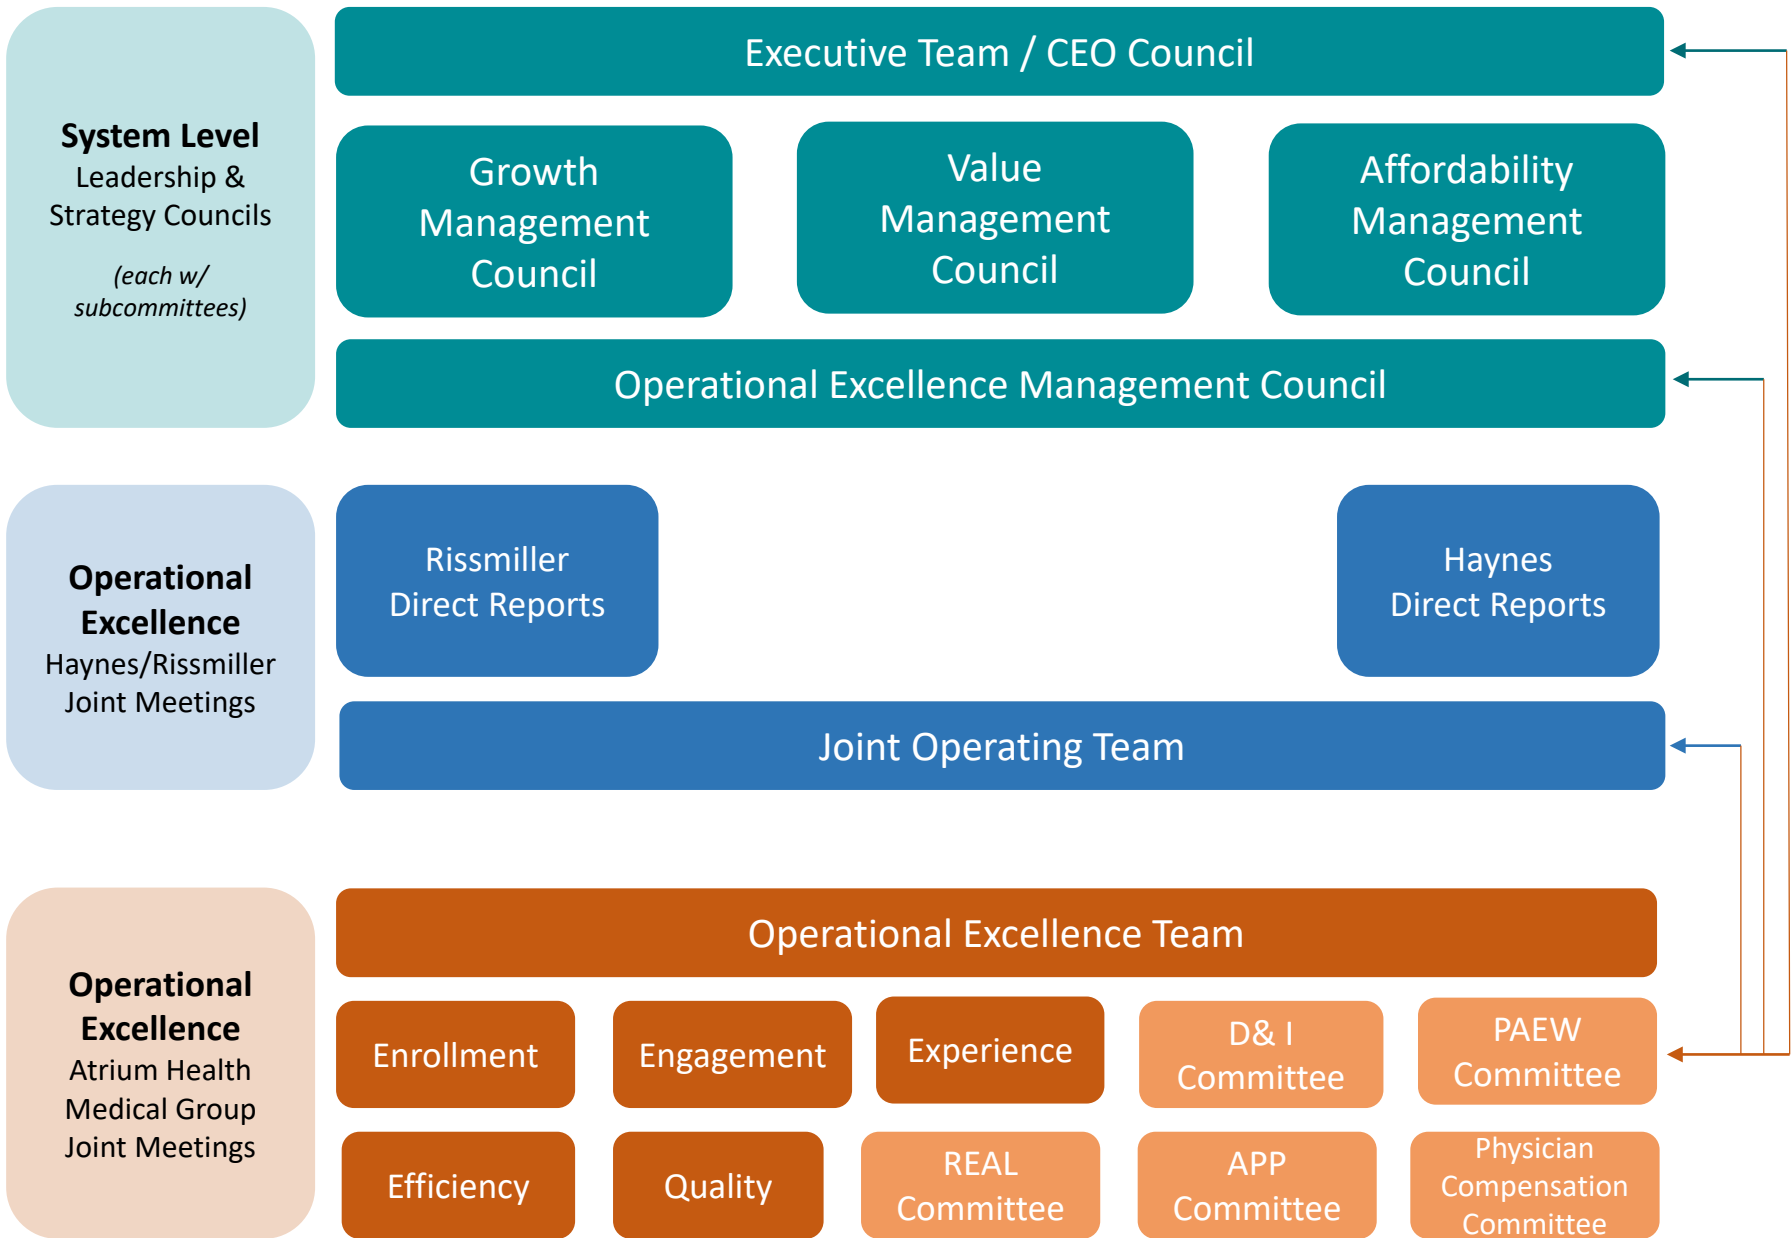 System Level
Leadership &
Strategy Councils
(each w/
subcommittees)
Executive Team / CEO Council
Growth
Management
Council
Value
Management
Council
Affordability
Management
Council
Operational Excellence Management Council
Operational
Excellence
Haynes/Rissmiller
Joint Meetings
Rissmiller
Direct Reports
Haynes
Direct Reports
Joint Operating Team
Operational
Excellence
Atrium Health
Medical Group
Joint Meetings
Operational Excellence Team
Enrollment
Engagement
Experience
D& I
Committee
PAEW
Committee
Efficiency
Quality
REAL
Committee
APP
Committee
Physician
Compensation
Committee